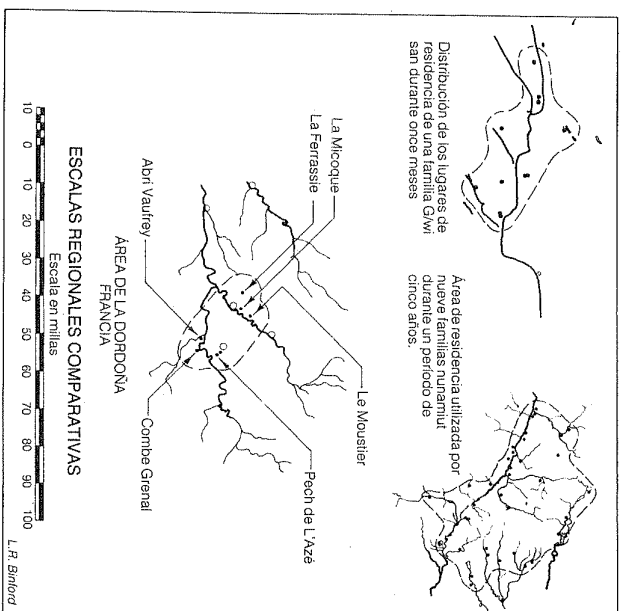 Distribución de los lugares de
residencia de una familia G/wi
san durante once meses
Área de residencia utilizada por
nueve familias nunamiut
durante un período de
cinco años.
La Micoque
La Ferrassie
Le Moustier
Abri Vaufrey
Pech de L'Azé
Combe Grenal
ÁREA DE LA DORDOÑA
FRANCIA
ESCALAS REGIONALES COMPARATIVAS
Escala en millas
10 0 10 20 30 40 50 60 70 80 90 100
L.R. Binford